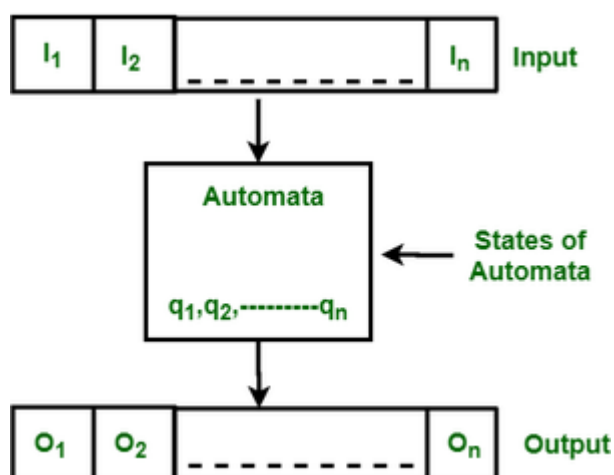 I1 I2 In Input
Automata
States of
Automata
q1,q2,---------qn
O1 O2 On Output